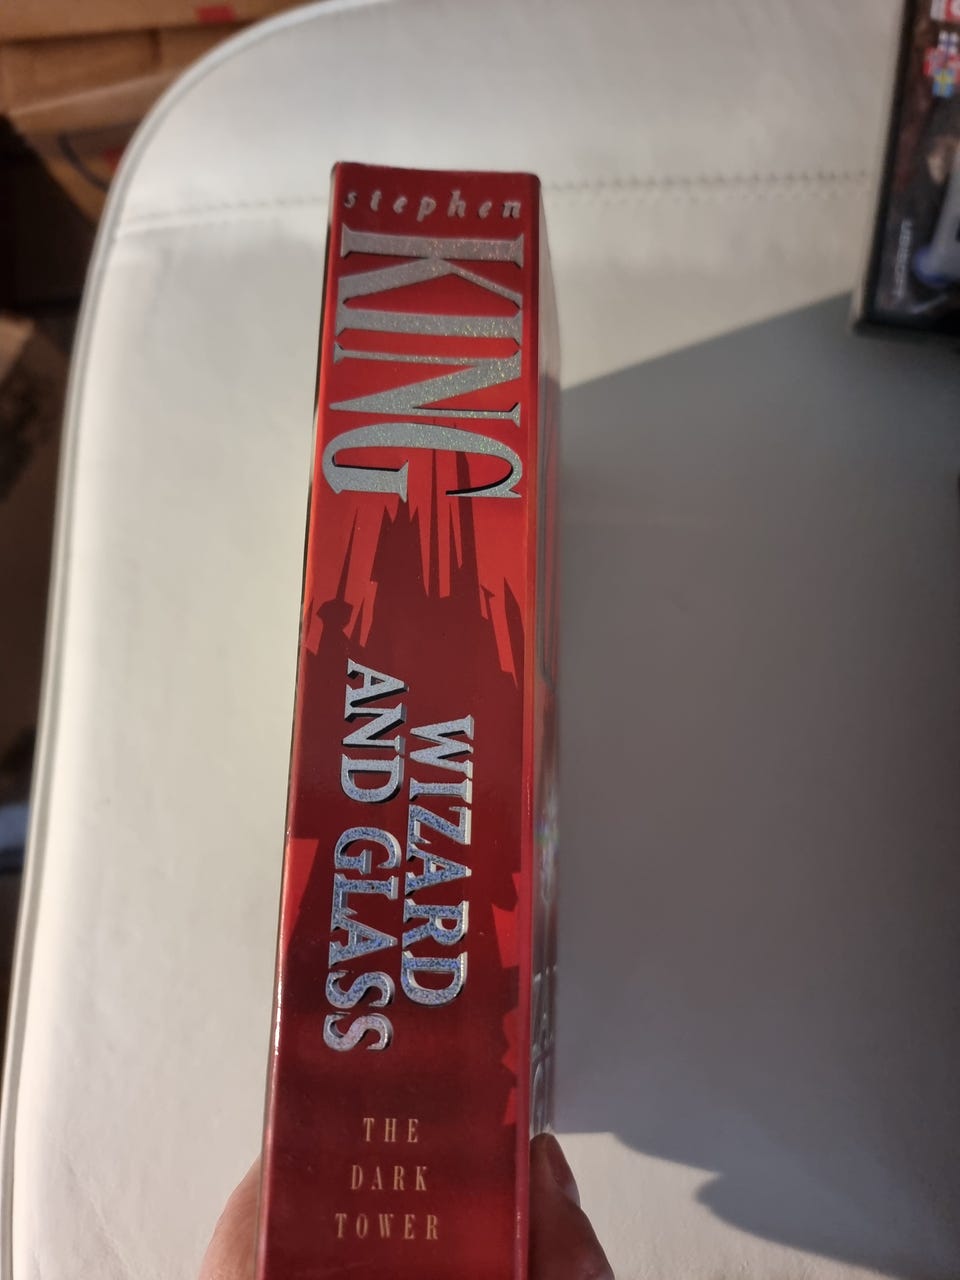 stephen
KING
WIZARD
AND GLASS
THE
DARK
TOWER